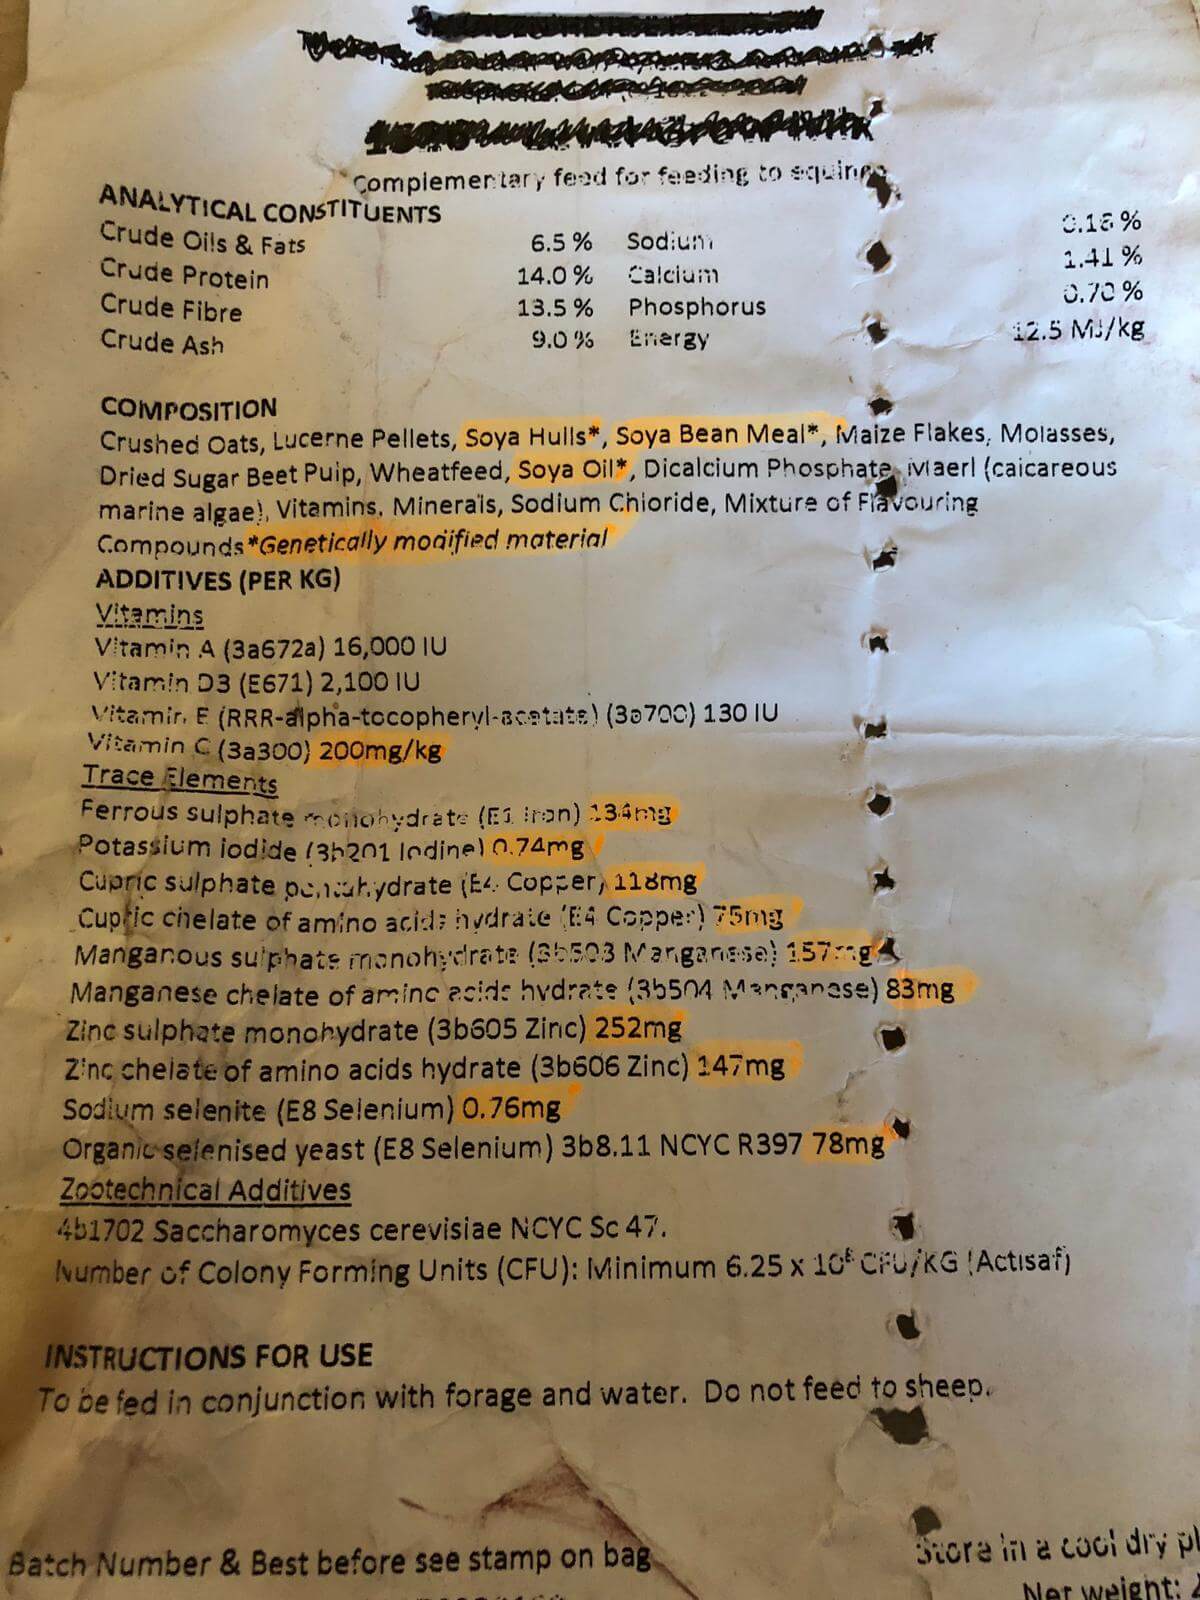 Complementary feed for feeding to equines
ANALYTICAL CONSTITUENTS
Crude Oils & Fats 6.5 % Sodium 0.18 %
Crude Protein 14.0 % Calcium 1.41 %
Crude Fibre 13.5 % Phosphorus 0.70 %
Crude Ash 9.0 % Energy 12.5 MJ/kg
COMPOSITION
Crushed Oats, Lucerne Pellets, Soya Hulls*, Soya Bean Meal*, Maize Flakes, Molasses,
Dried Sugar Beet Pulp, Wheatfeed, Soya Oil*, Dicalcium Phosphate, Maerl (calcareous
marine algae), Vitamins, Minerals, Sodium Chloride, Mixture of Flavouring
Compounds *Genetically modified material
ADDITIVES (PER KG)
Vitamins
Vitamin A (3a672a) 16,000 IU
Vitamin D3 (E671) 2,100 IU
Vitamin E (RRR-alpha-tocopheryl-acetate) (3a700) 130 IU
Vitamin C (3a300) 200mg/kg
Trace Elements
Ferrous sulphate monohydrate (E1 Iron) 134mg
Potassium iodide (3b201 Iodine) 0.74mg
Cupric sulphate pentahydrate (E4 Copper) 118mg
Cupric chelate of amino acids hydrate (E4 Copper) 75mg
Manganous sulphate monohydrate (3b503 Manganese) 157mg
Manganese chelate of amino acids hydrate (3b504 Manganese) 83mg
Zinc sulphate monohydrate (3b605 Zinc) 252mg
Zinc chelate of amino acids hydrate (3b606 Zinc) 147mg
Sodium selenite (E8 Selenium) 0.76mg
Organic selenised yeast (E8 Selenium) 3b8.11 NCYC R397 78mg
Zootechnical Additives
4b1702 Saccharomyces cerevisiae NCYC Sc 47.
Number of Colony Forming Units (CFU): Minimum 6.25 x CFU/KG (Actisaf)
INSTRUCTIONS FOR USE
To be fed in conjunction with forage and water. Do not feed to sheep.
Batch Number & Best before see stamp on bag
Store in a cool dry
Net weight: